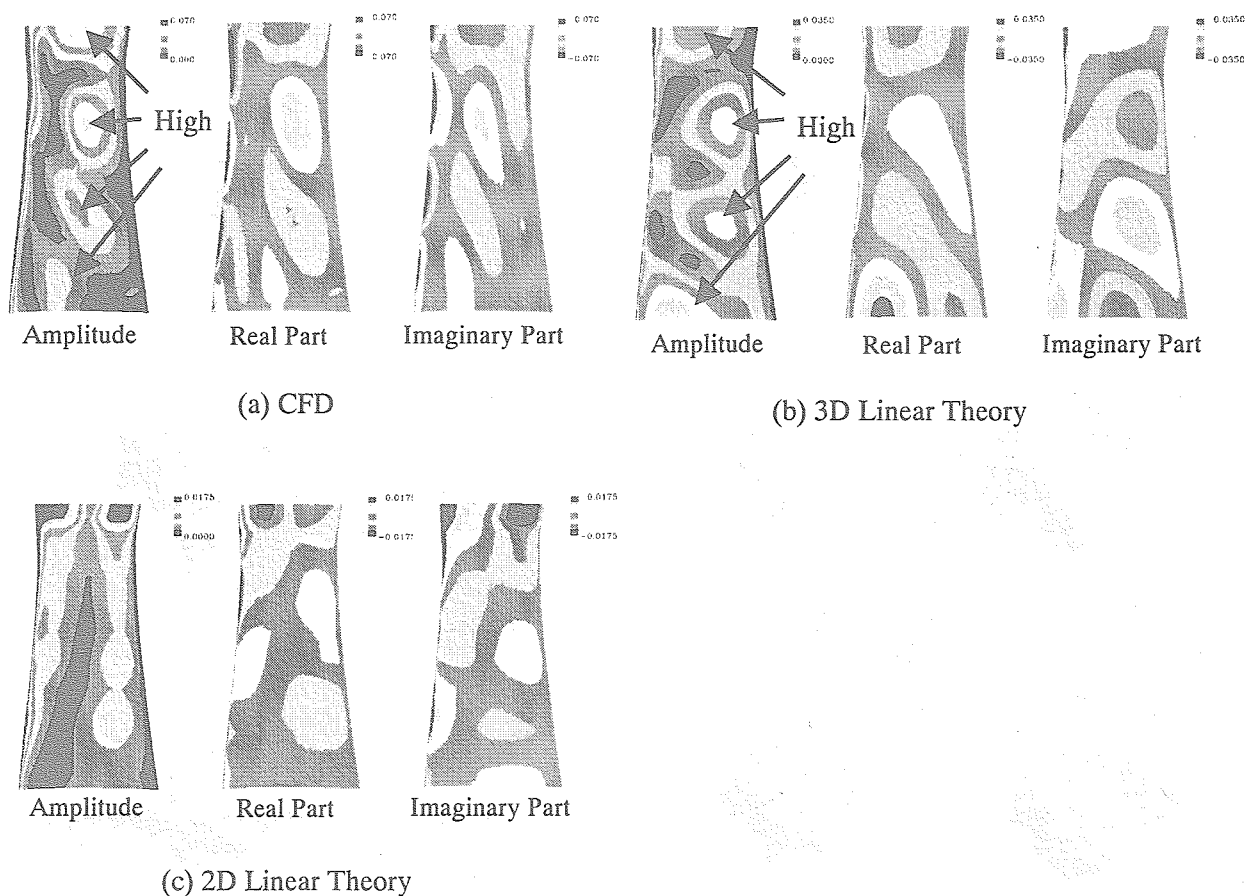 0.070
0.000
0.070
0.070
0.070
-0.070
High
Amplitude
Real Part
Imaginary Part
(a) CFD
0.0350
0.0000
0.0350
-0.0350
0.0350
-0.0350
High
Amplitude
Real Part
Imaginary Part
(b) 3D Linear Theory
0.0175
0.0000
0.0175
-0.0175
0.0175
-0.0175
Amplitude
Real Part
Imaginary Part
(c) 2D Linear Theory